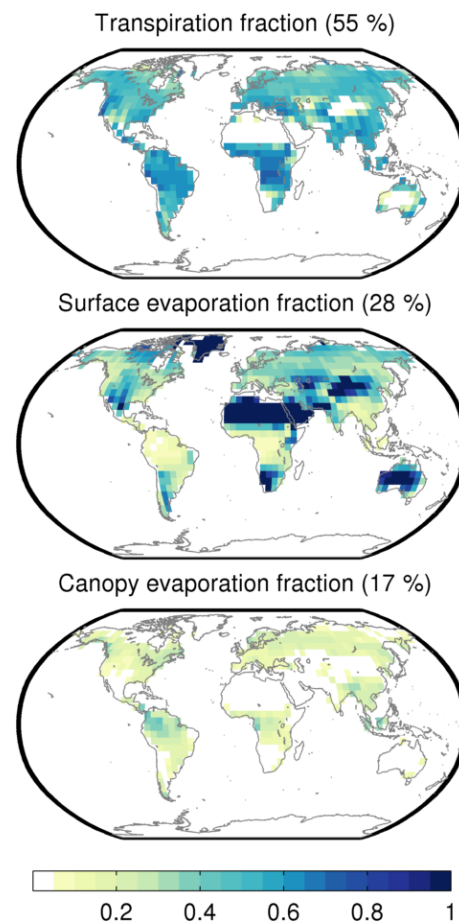 Transpiration fraction (55 %)
Surface evaporation fraction (28 %)
Canopy evaporation fraction (17 %)
0.2 0.4 0.6 0.8 1